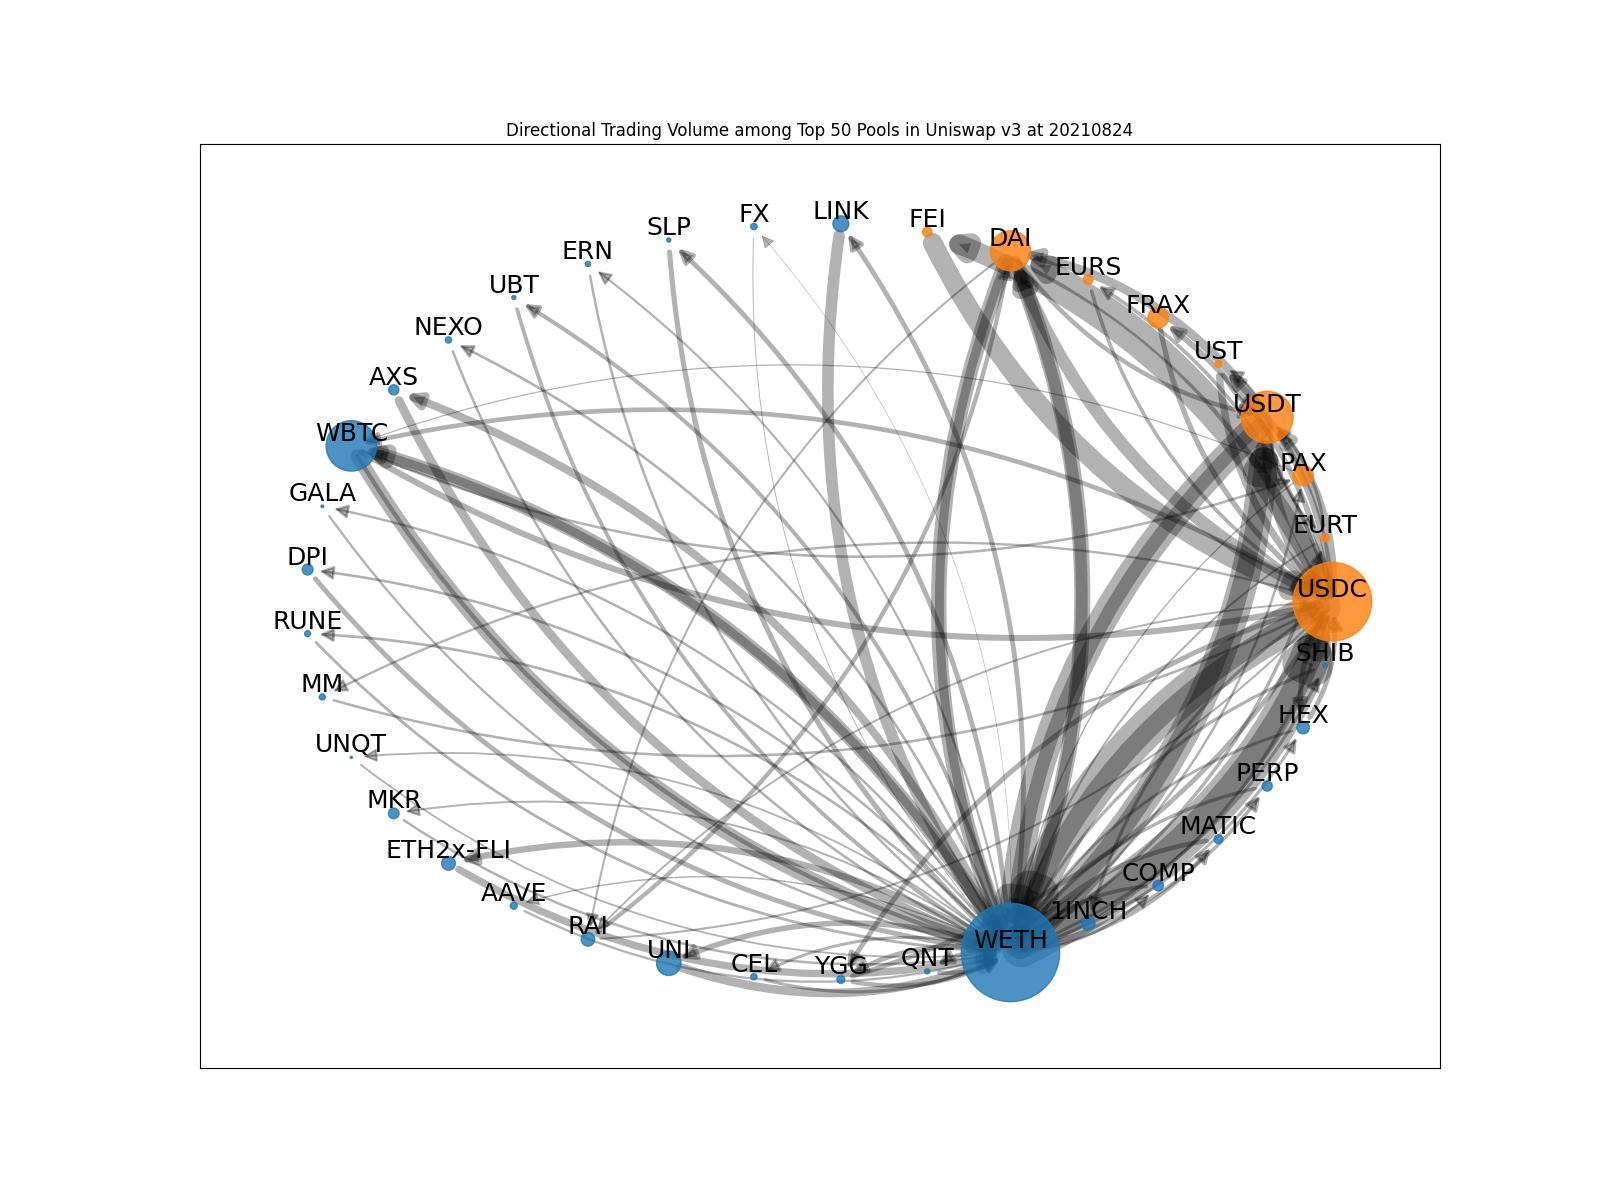 Directional Trading Volume among Top 50 Pools in Uniswap v3 at 20210824
LINK
FX
FEI
SLP
DAI
ERN
EURS
UBT
FRAX
NEXO
UST
AXS
USDT
WBTC
PAX
GALA
EURT
DPI
USDC
RUNE
SHIB
MM
HEX
UNQT
PERP
MKR
MATIC
ETH2x-FLI
COMP
AAVE
1INCH
RAI
WETH
UNI
QNT
CEL
YGG